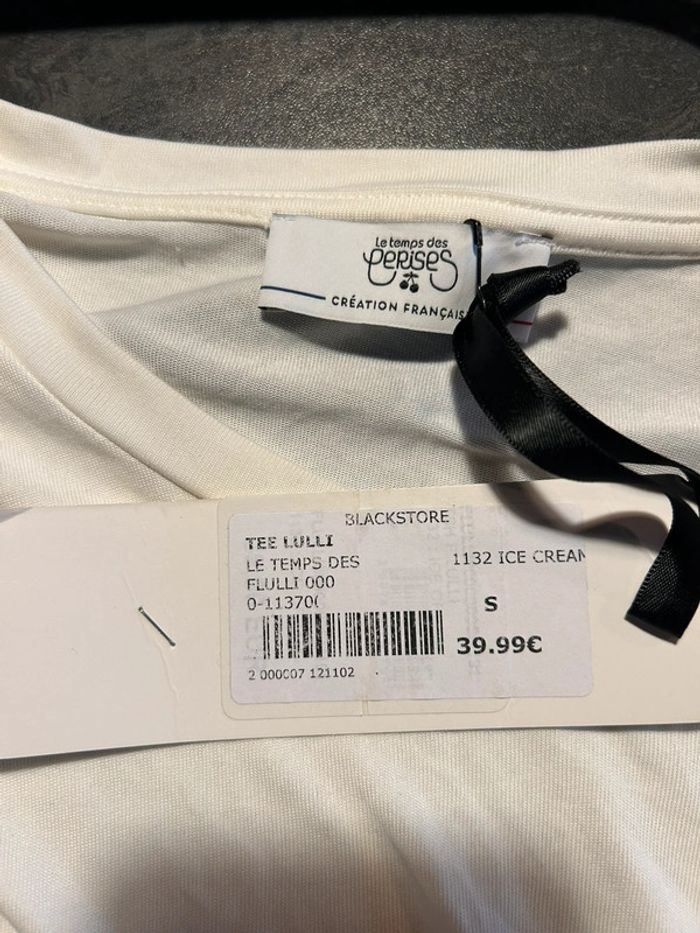 Le temps des
CERISES
CRÉATION FRANÇAIS
BLACKSTORE
TEE LULLI
LE TEMPS DES 1132 ICE CREAM
FLULLI 000
0-11370( S
39.99€
2 000007 121102